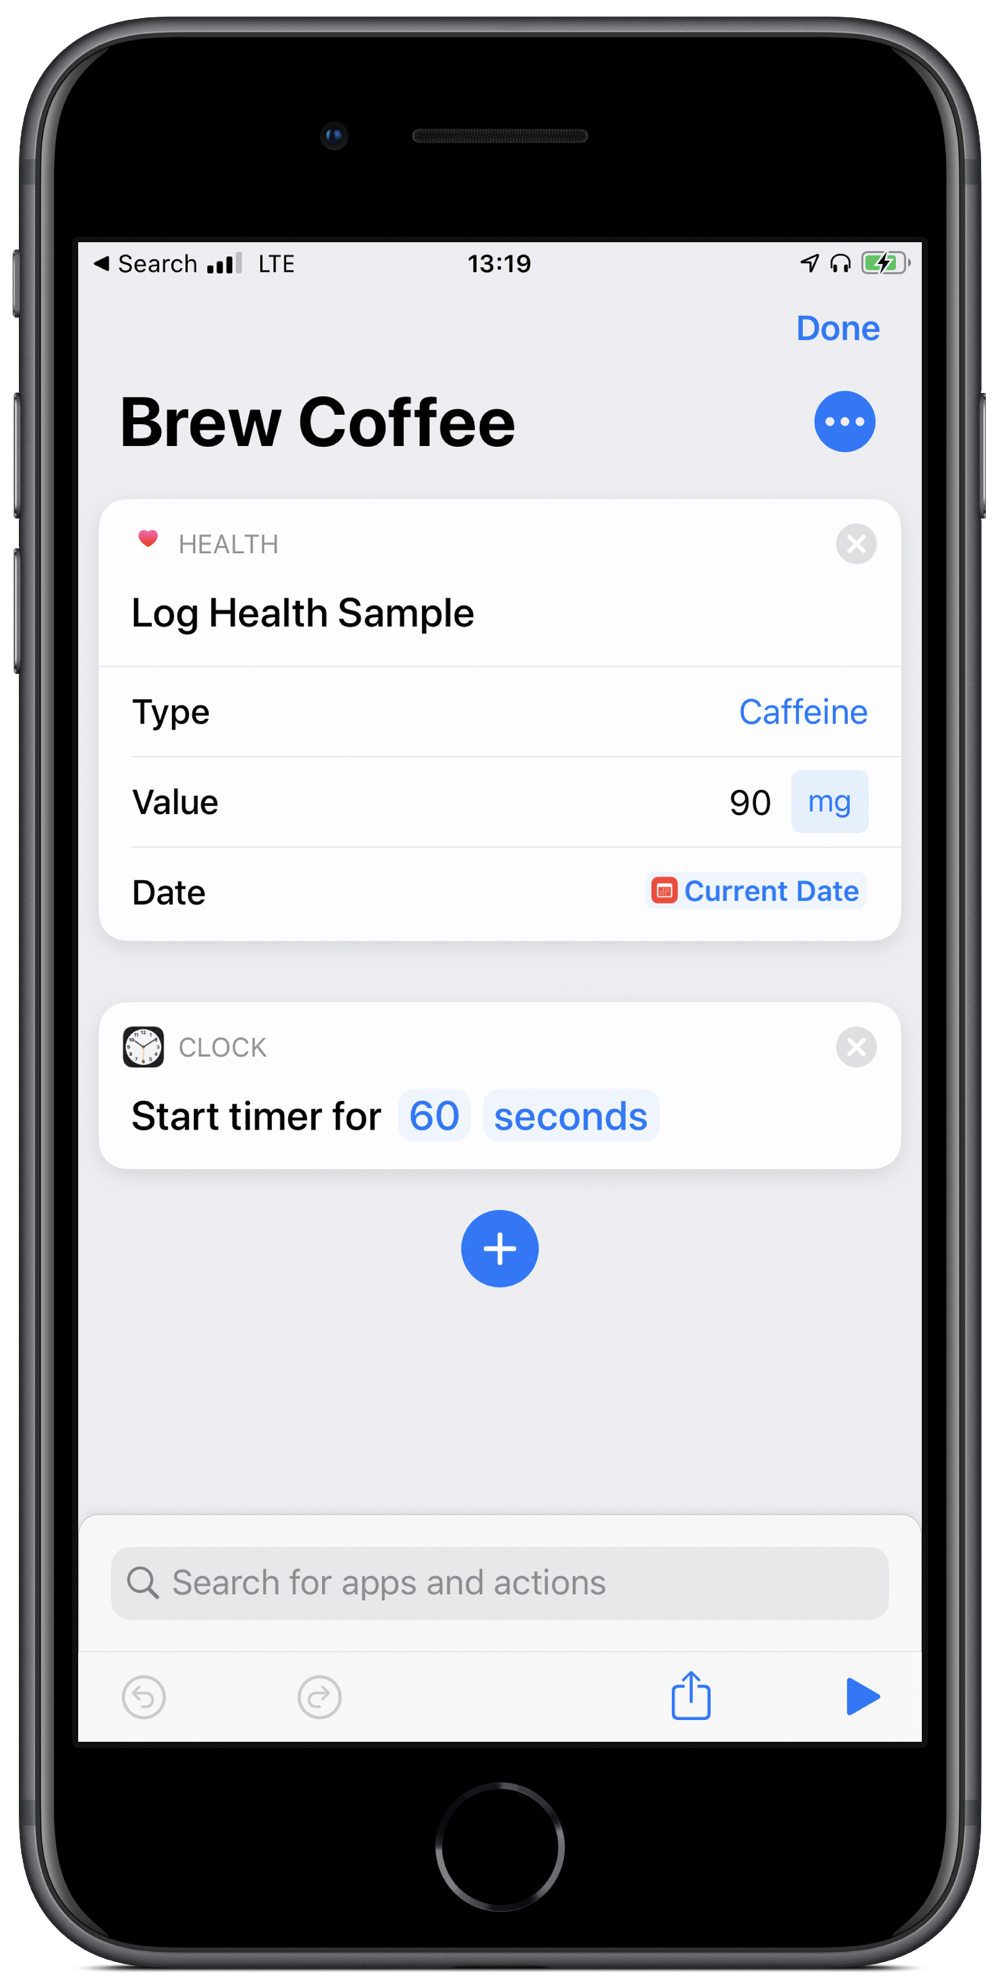 Search LTE 13:19
Done
Brew Coffee
HEALTH
Log Health Sample
Type Caffeine
Value 90 mg
Date Current Date
CLOCK
Start timer for 60 seconds
Search for apps and actions